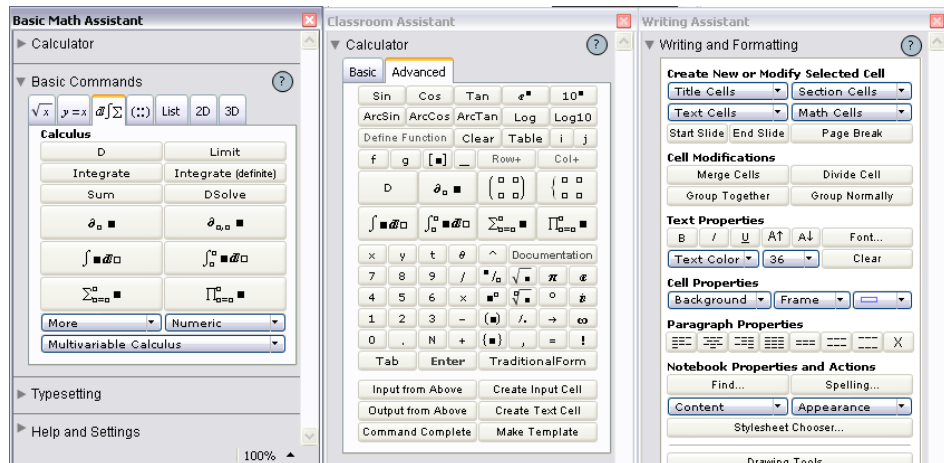 Basic Math Assistant
Calculator
Basic Commands
?
√x y=x ⅆ∫Σ (::) List 2D 3D
Calculus
D Limit
Integrate Integrate (definite)
Sum DSolve
∂□ ■ ∂□,□ ■
∫■ⅆ□ ∫□□■ⅆ□
Σ□□=□ ■ Π□□=□ ■
More Numeric
Multivariable Calculus
Typesetting
Help and Settings
100%
Classroom Assistant
Calculator
?
Basic Advanced
Sin Cos Tan ⅇ■ 10■
ArcSin ArcCos ArcTan Log Log10
Define Function Clear Table i j
f g [■] _ Row+ Col+
D ∂□ ■ (□ □ □ □) { □ □ □ □
∫■ⅆ□ ∫□□■ⅆ□ Σ□□=□ ■ Π□□=□ ■
x y t θ ^ Documentation
7 8 9 / ■/□ √■ π ⅇ
4 5 6 × ■□ □√■ ° ⅈ
1 2 3 – (■) /. → ∞
0 . N + {■} , = !
Tab Enter TraditionalForm
Input from Above Create Input Cell
Output from Above Create Text Cell
Command Complete Make Template
Writing Assistant
Writing and Formatting
?
Create New or Modify Selected Cell
Title Cells Section Cells
Text Cells Math Cells
Start Slide End Slide Page Break
Cell Modifications
Merge Cells Divide Cell
Group Together Group Normally
Text Properties
B I U A↑ A↓ Font...
Text Color 36 Clear
Cell Properties
Background Frame
Paragraph Properties
X
Notebook Properties and Actions
Find... Spelling...
Content Appearance
Stylesheet Chooser...
Drawing Tools